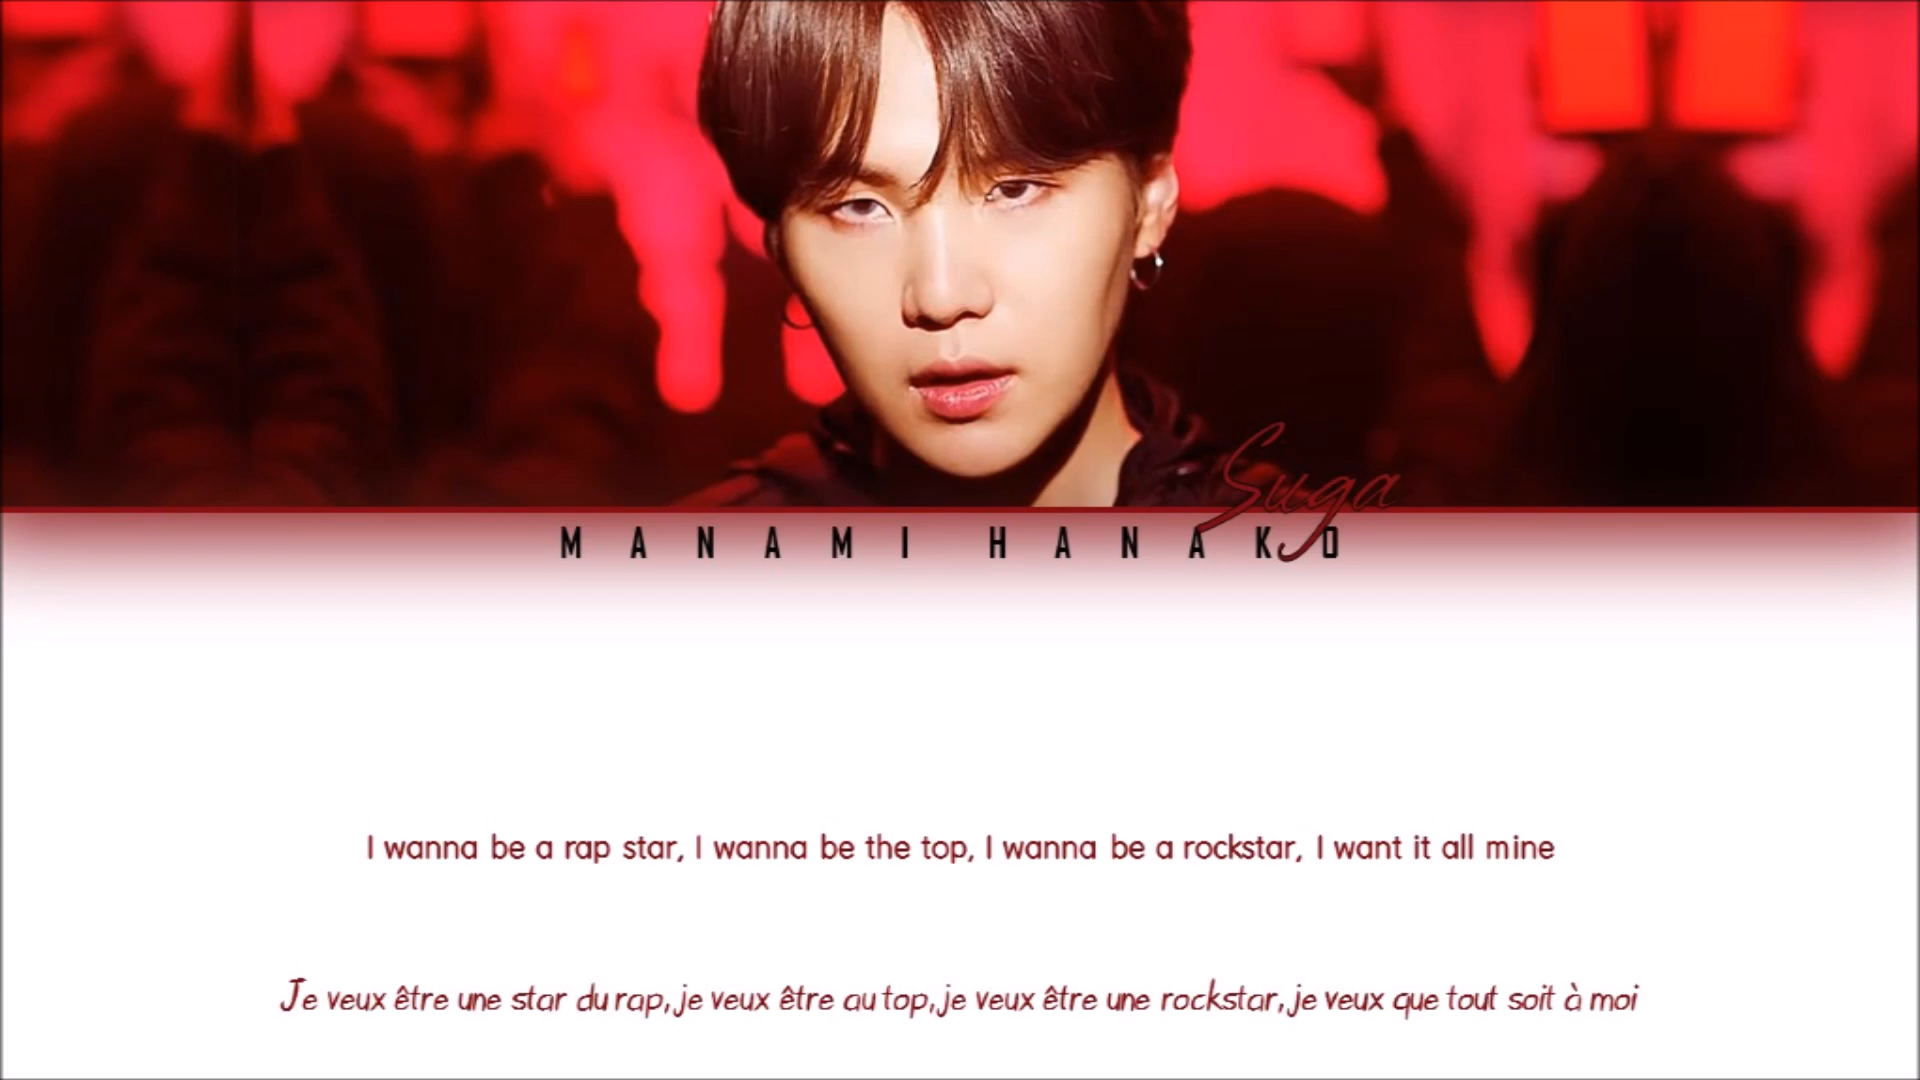 Suga
MANAMI HANAKO
I wanna be a rap star, I wanna be the top, I wanna be a rockstar, I want it all mine
Je veux être une star du rap, je veux être au top, je veux être une rockstar, je veux que tout soit à moi